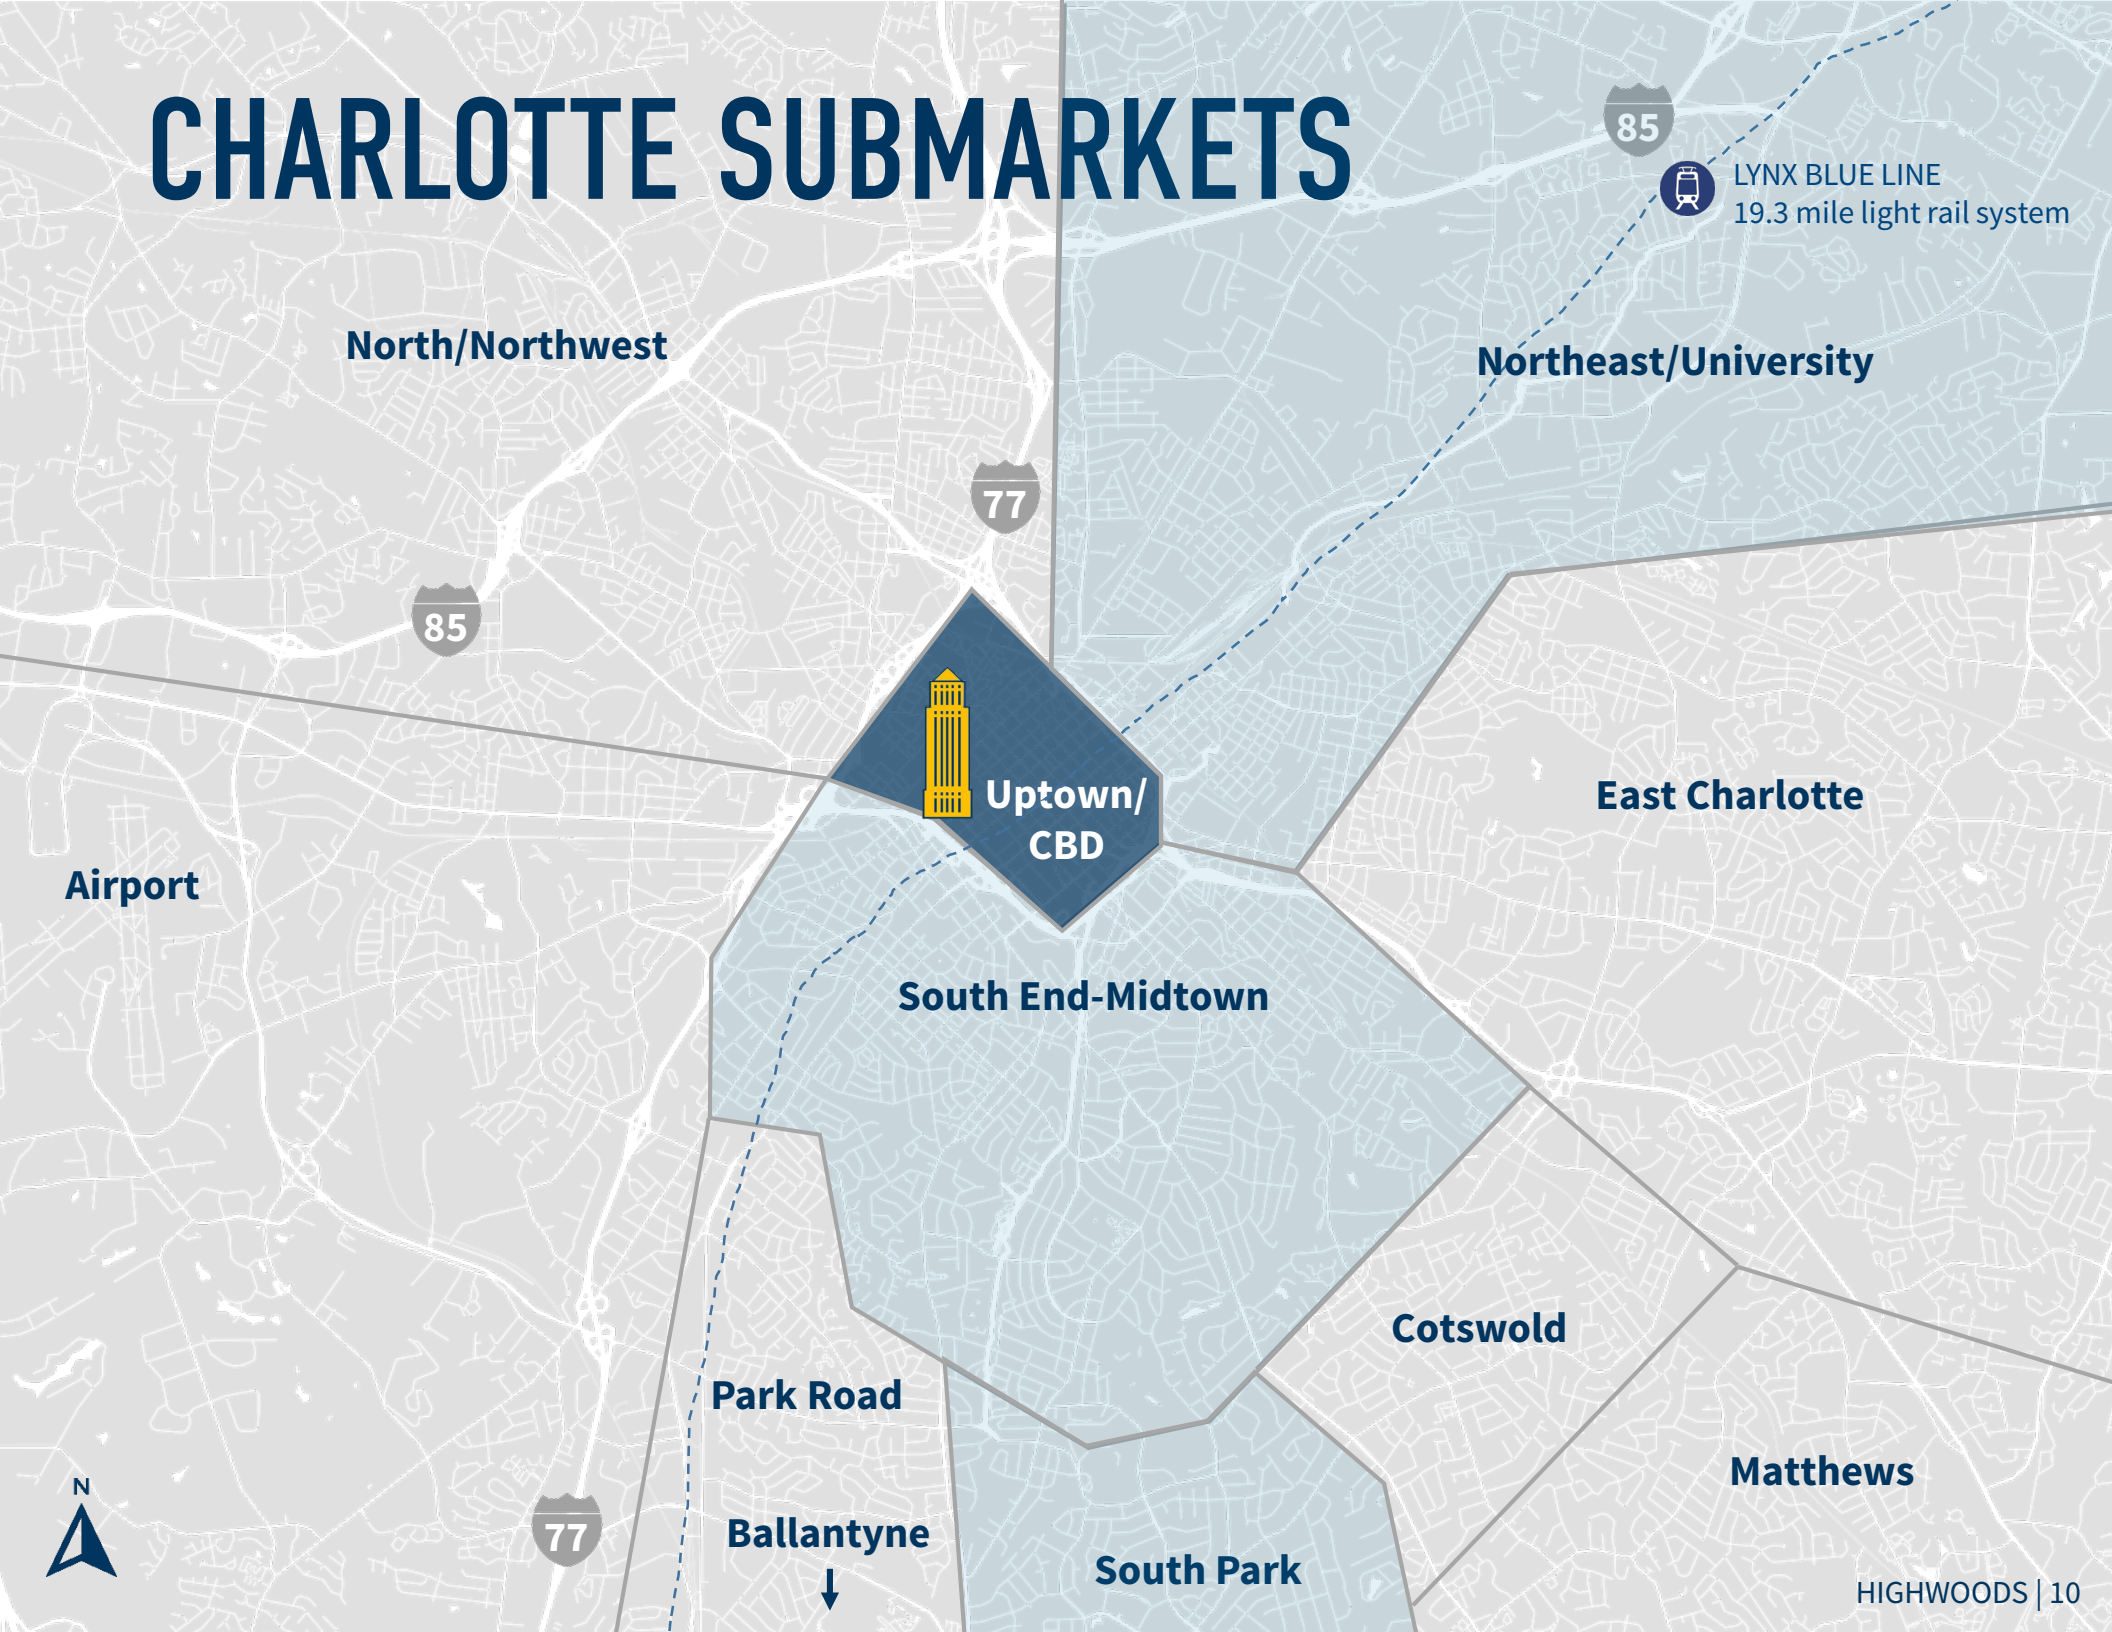 CHARLOTTE SUBMARKETS
85
LYNX BLUE LINE
19.3 mile light rail system
North/Northwest
Northeast/University
77
85
Uptown/
CBD
East Charlotte
Airport
South End-Midtown
Cotswold
Park Road
Matthews
N
77
Ballantyne
South Park
HIGHWOODS | 10